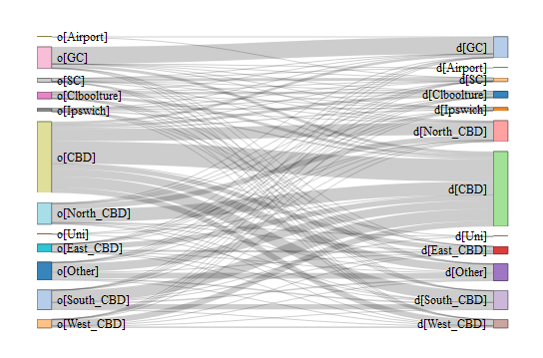 o[Airport]
o[GC]
o[SC]
o[Clboolture]
o[Ipswich]
o[CBD]
o[North_CBD]
o[Uni]
o[East_CBD]
o[Other]
o[South_CBD]
o[West_CBD]
d[GC]
d[Airport]
d[SC]
d[Clboolture]
d[Ipswich]
d[North_CBD]
d[CBD]
d[Uni]
d[East_CBD]
d[Other]
d[South_CBD]
d[West_CBD]